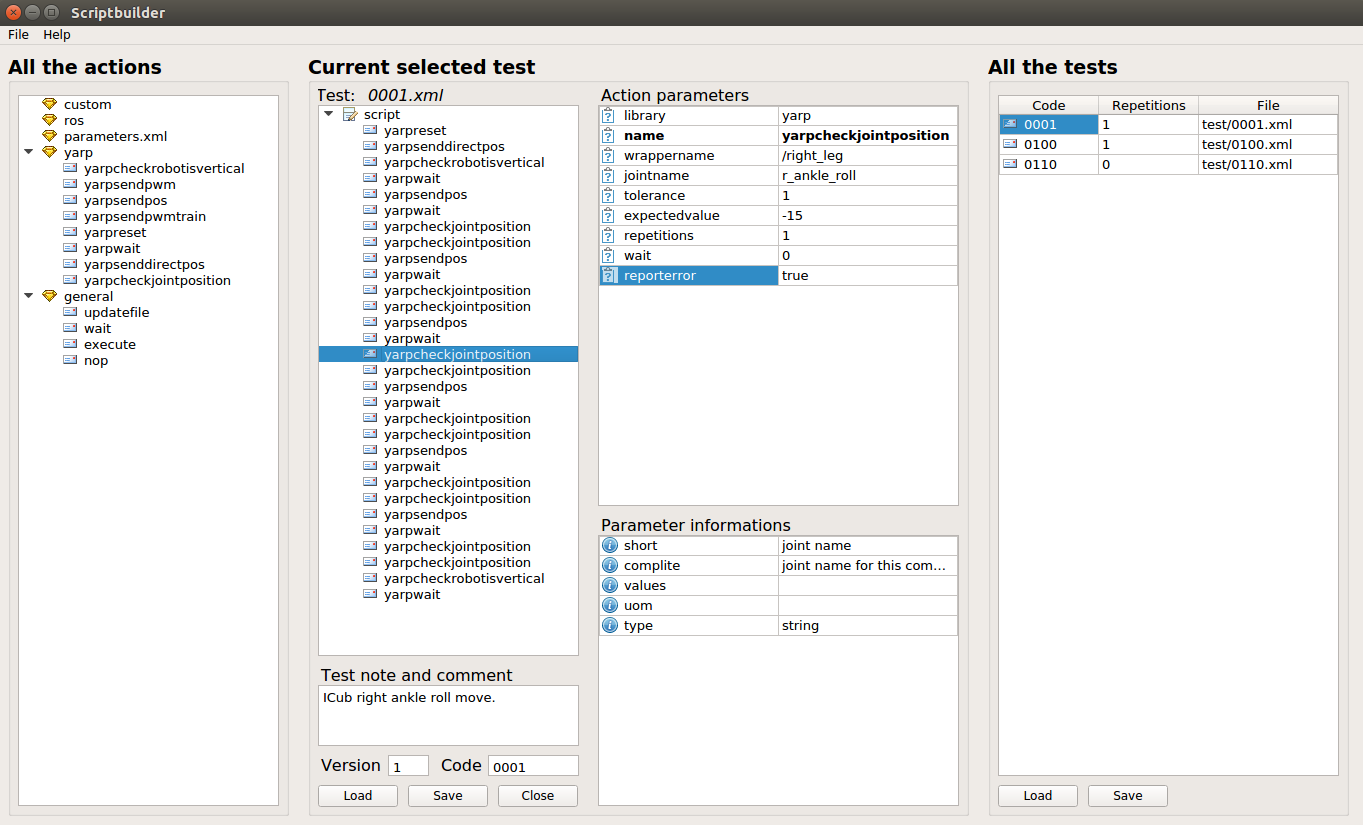 Scriptbuilder
File Help
All the actions
custom
ros
parameters.xml
yarp
yarpcheckrobotisvertical
yarpsendpwm
yarpsendpos
yarpsendpwmtrain
yarpreset
yarpwait
yarpsenddirectpos
yarpcheckjointposition
general
updatefile
wait
execute
nop
Current selected test
Test: 0001.xml
script
yarpreset
yarpsenddirectpos
yarpcheckrobotisvertical
yarpwait
yarpsendpos
yarpwait
yarpcheckjointposition
yarpcheckjointposition
yarpsendpos
yarpwait
yarpcheckjointposition
yarpcheckjointposition
yarpsendpos
yarpwait
yarpcheckjointposition
yarpcheckjointposition
yarpsendpos
yarpwait
yarpcheckjointposition
yarpcheckjointposition
yarpsendpos
yarpwait
yarpcheckjointposition
yarpcheckjointposition
yarpsendpos
yarpwait
yarpcheckjointposition
yarpcheckjointposition
yarpcheckrobotisvertical
yarpwait
Test note and comment
ICub right ankle roll move.
Version 1 Code 0001
Load Save Close
Action parameters
library yarp
name yarpcheckjointposition
wrappername /right_leg
jointname r_ankle_roll
tolerance 1
expectedvalue -15
repetitions 1
wait 0
reporterror true
Parameter informations
short joint name
complite joint name for this com...
values
uom
type string
All the tests
Code Repetitions File
0001 1 test/0001.xml
0100 1 test/0100.xml
0110 0 test/0110.xml
Load Save